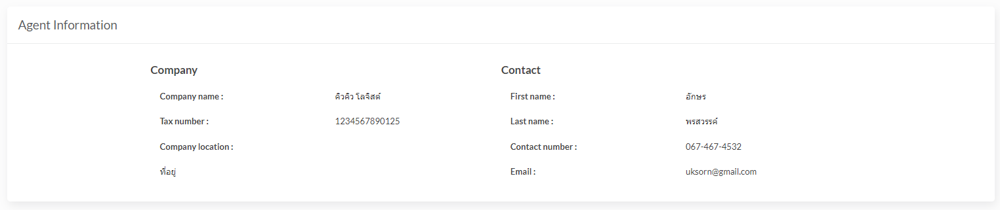 Agent Information
Company
Company name : คิวคิว โลจิสต์
Tax number : 1234567890125
Company location :
ที่อยู่
Contact
First name : อักษร
Last name : พรสวรรค์
Contact number : 067-467-4532
Email : uksorn@gmail.com